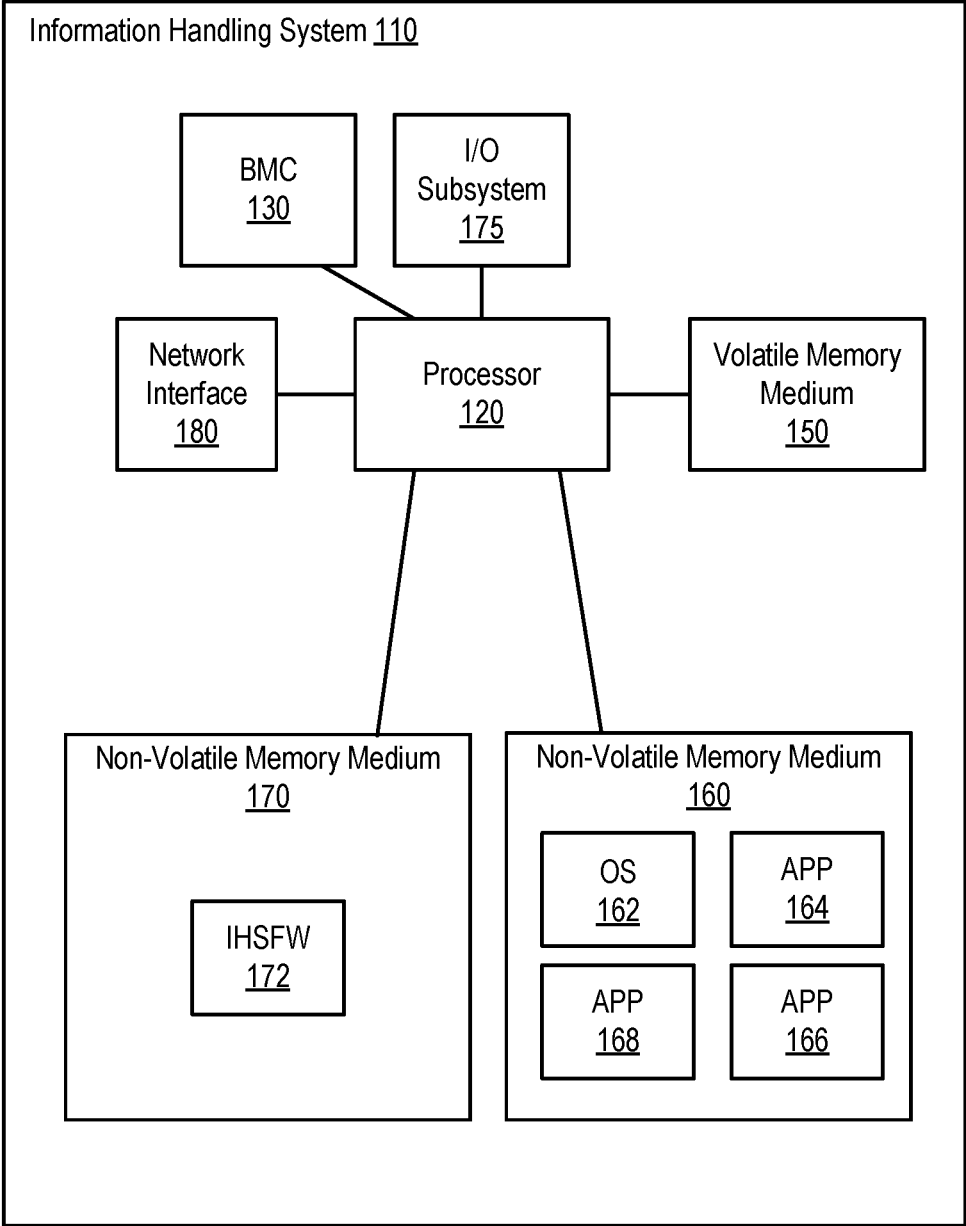 Information Handling System 110
BMC
130
I/O
Subsystem
175
Network
Interface
180
Processor
120
Volatile Memory
Medium
150
Non-Volatile Memory Medium
170
IHSFW
172
Non-Volatile Memory Medium
160
OS
162
APP
164
APP
168
APP
166